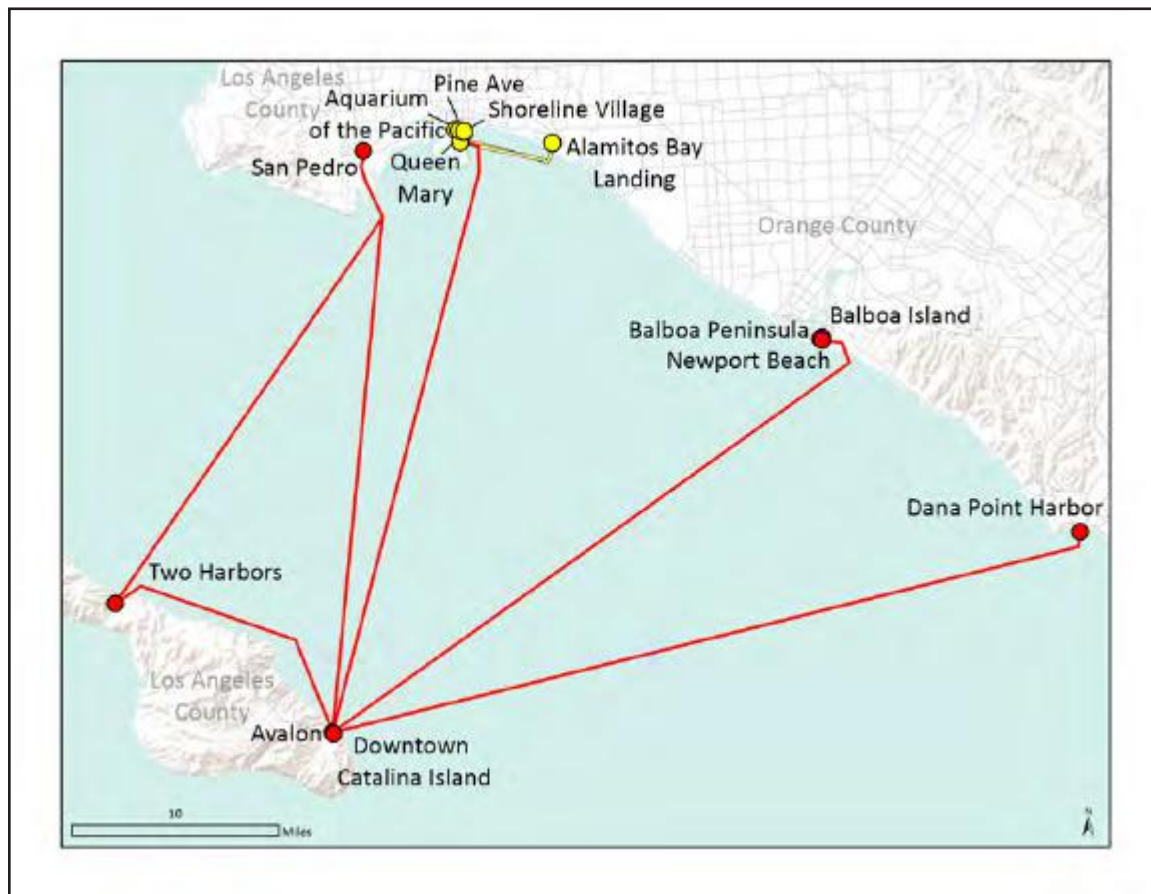 Los Angeles
County
Pine Ave
Aquarium
of the Pacific
Shoreline Village
San Pedro
Queen
Mary
Alamitos Bay
Landing
Orange County
Balboa Island
Balboa Peninsula
Newport Beach
Dana Point Harbor
Two Harbors
Los Angeles
County
Avalon
Downtown
Catalina Island
10
Miles
N